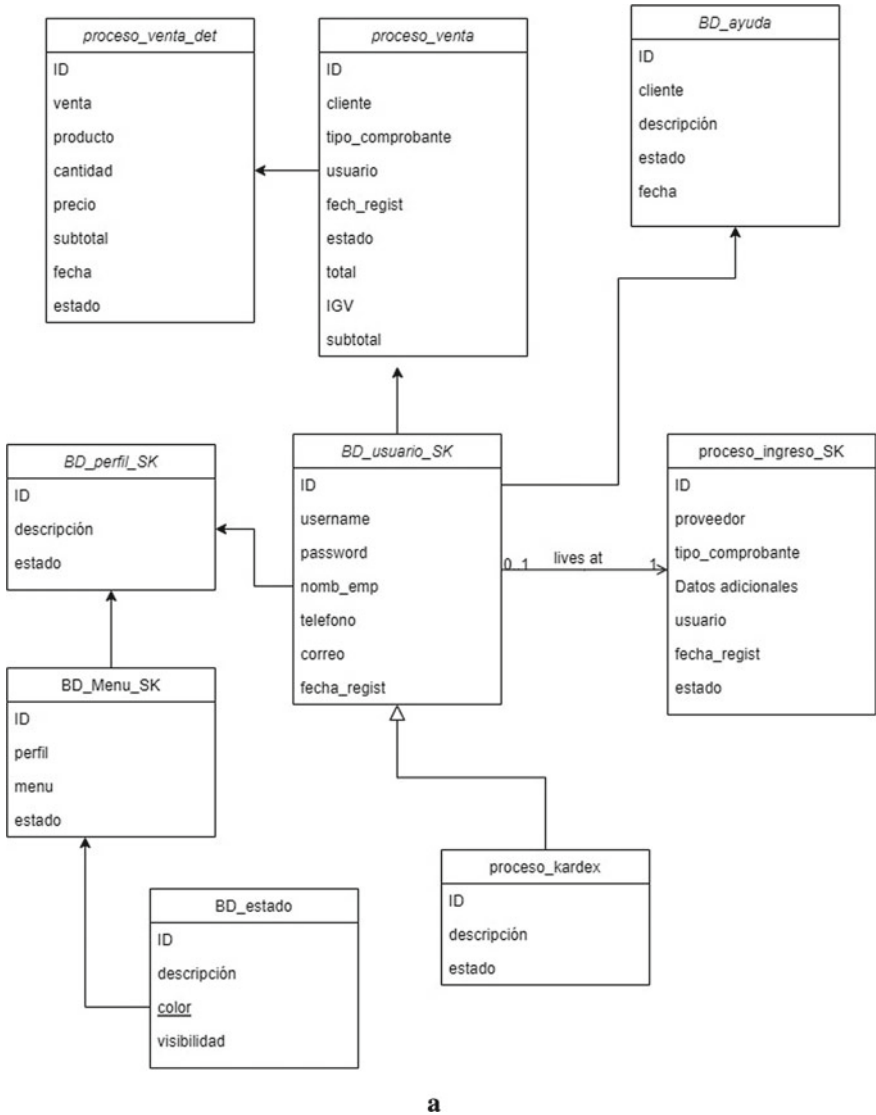 proceso_venta_det
ID
venta
producto
cantidad
precio
subtotal
fecha
estado
proceso_venta
ID
cliente
tipo_comprobante
usuario
fech_regist
estado
total
IGV
subtotal
BD_ayuda
ID
cliente
descripción
estado
fecha
BD_perfil_SK
ID
descripción
estado
BD_usuario_SK
ID
username
password
nomb_emp
telefono
correo
fecha_regist
0..1
lives at
1
proceso_ingreso_SK
ID
proveedor
tipo_comprobante
Datos adicionales
usuario
fecha_regist
estado
BD_Menu_SK
ID
perfil
menu
estado
BD_estado
ID
descripción
color
visibilidad
proceso_kardex
ID
descripción
estado
a